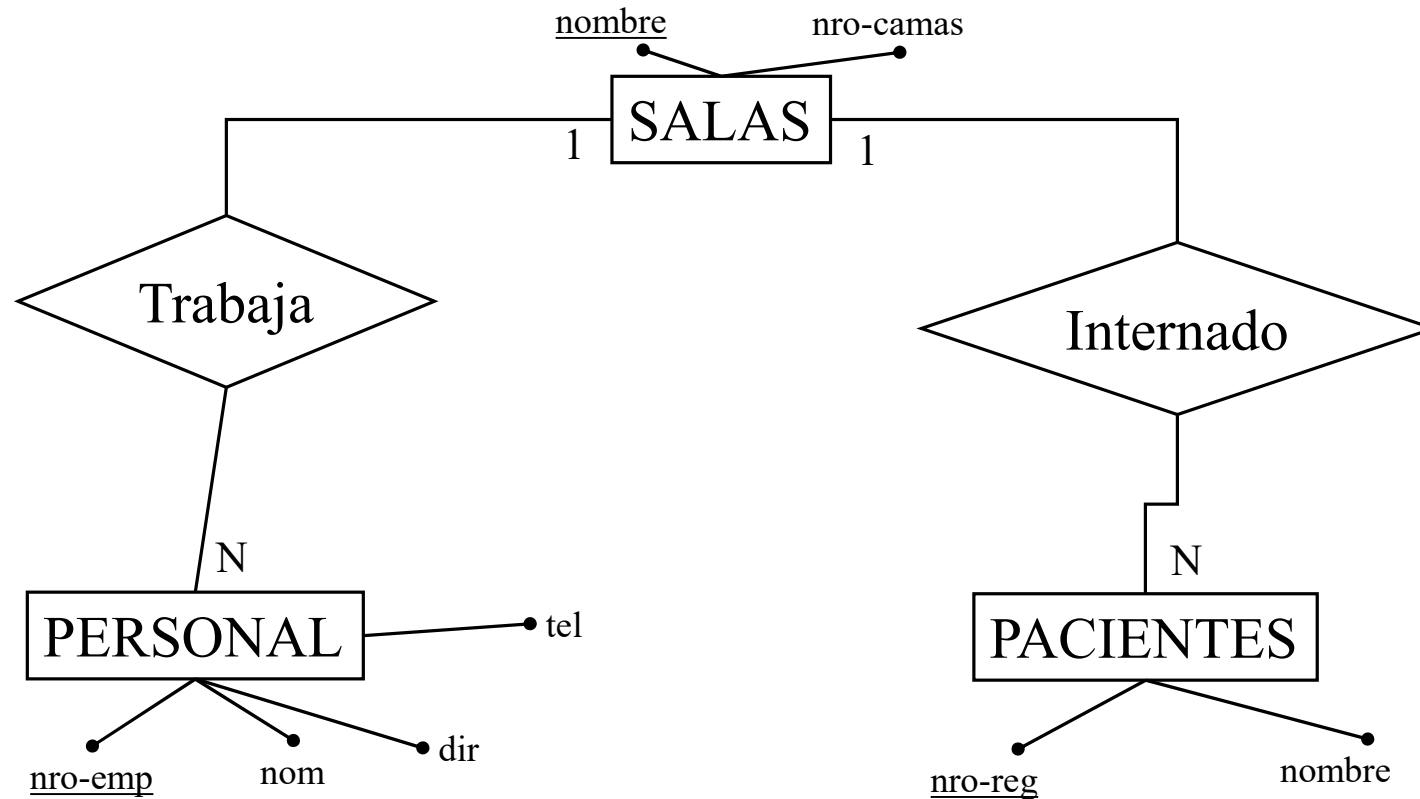 nombre
nro-camas
SALAS
1
1
Trabaja
Internado
N
N
PERSONAL
tel
PACIENTES
nro-emp
nom
dir
nro-reg
nombre